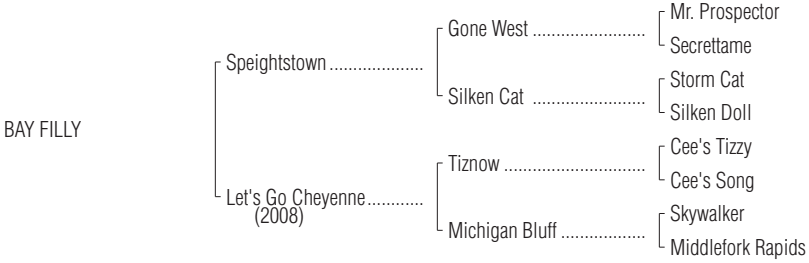 Mr. Prospector
Gone West ........................
Secrettame
Speightstown ....................
Storm Cat
Silken Cat ........................
Silken Doll
BAY FILLY
Cee's Tizzy
Tiznow ..............................
Cee's Song
Let's Go Cheyenne............
(2008)
Skywalker
Michigan Bluff ..................
Middlefork Rapids